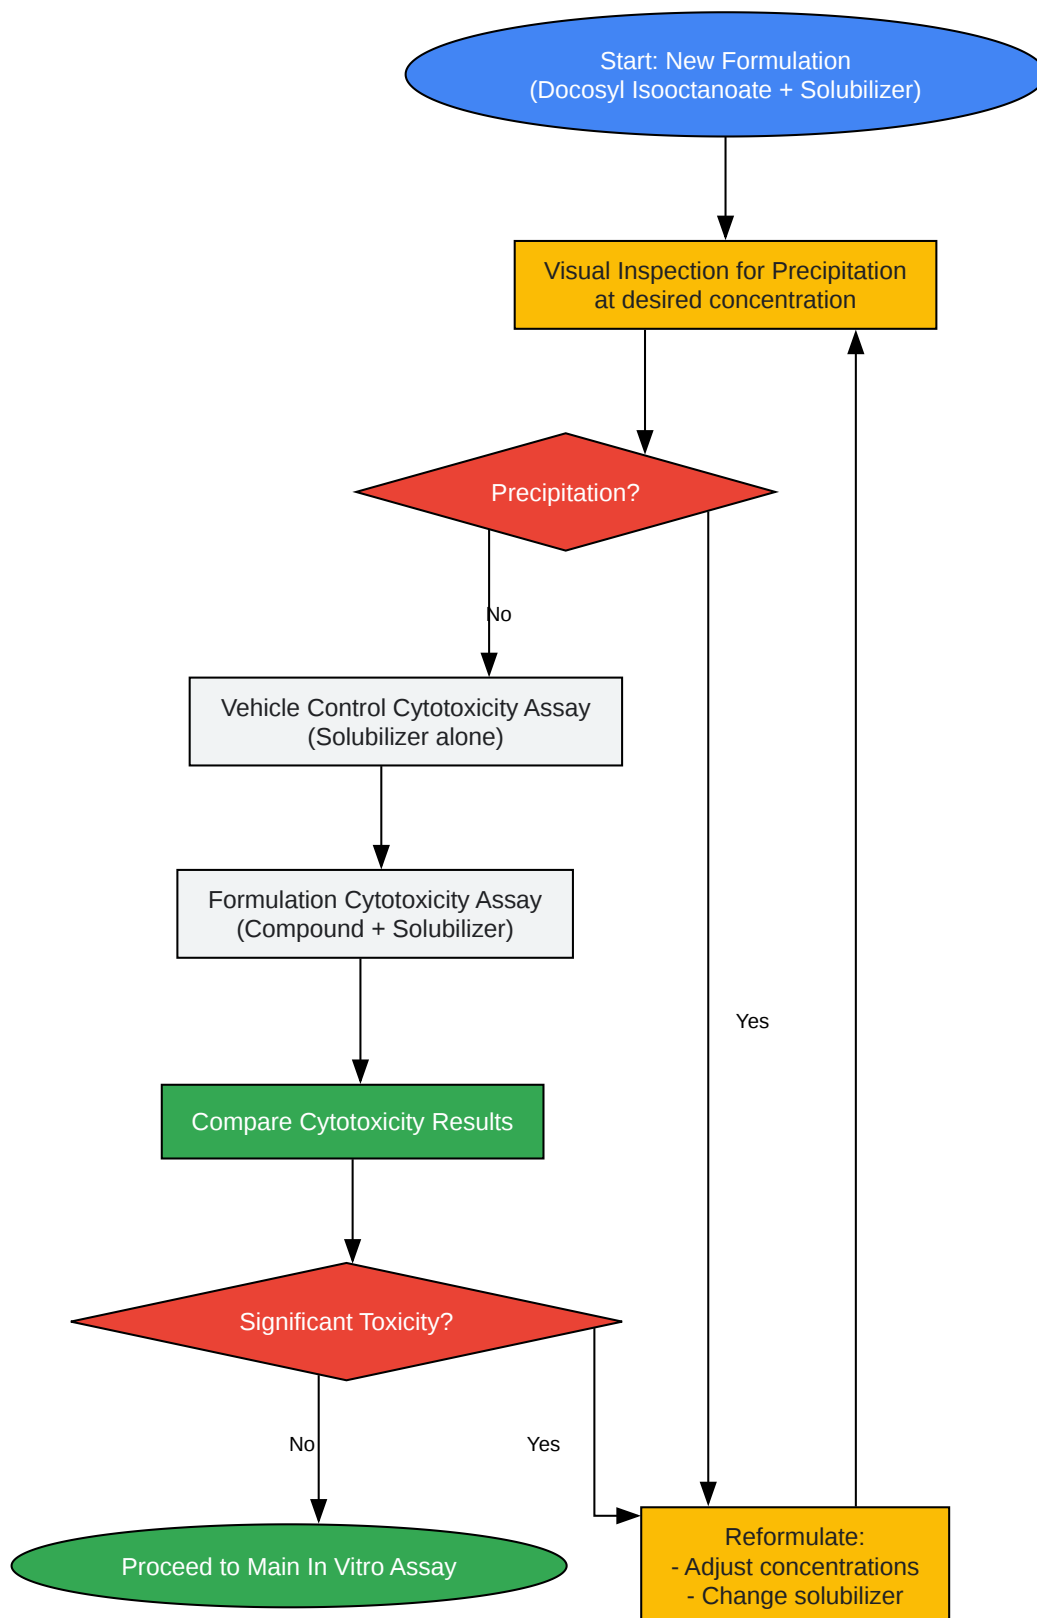 Start: New Formulation
(Docosyl Isooctanoate + Solubilizer)
Visual Inspection for Precipitation
at desired concentration
Precipitation?
No
Vehicle Control Cytotoxicity Assay
(Solubilizer alone)
Formulation Cytotoxicity Assay
(Compound + Solubilizer)
Yes
Compare Cytotoxicity Results
Significant Toxicity?
No
Yes
Proceed to Main In Vitro Assay
Reformulate:
- Adjust concentrations
- Change solubilizer